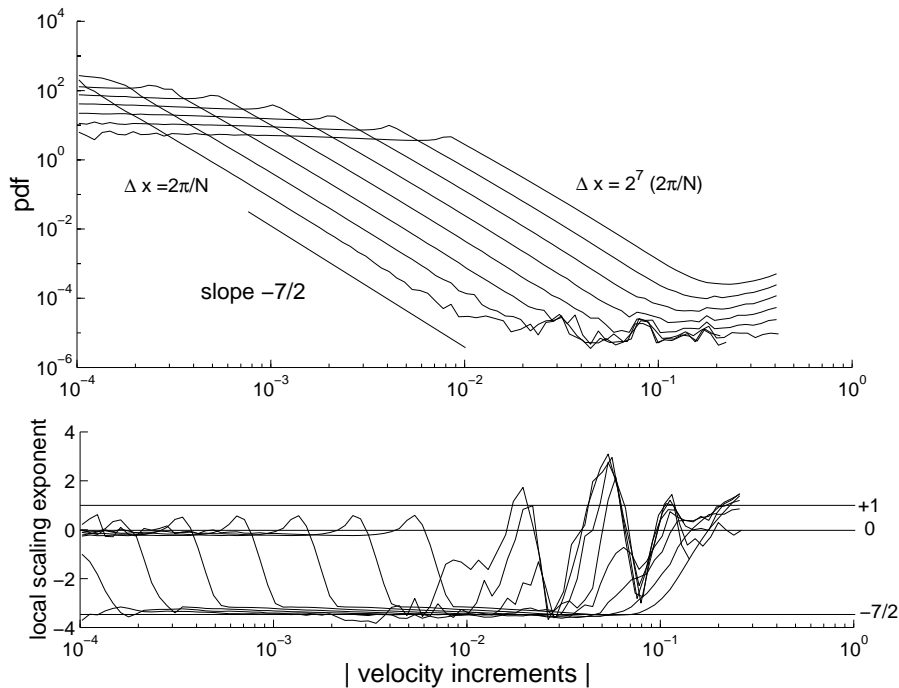 10^4
10^2
10^0
10^−2
10^−4
10^−6
pdf
Δ x =2π/N
Δ x = 2^7 (2π/N)
slope −7/2
10^−4 10^−3 10^−2 10^−1 10^0
4
2
0
−2
−4
local scaling exponent
+1
0
−7/2
10^−4 10^−3 10^−2 10^−1 10^0
| velocity increments |